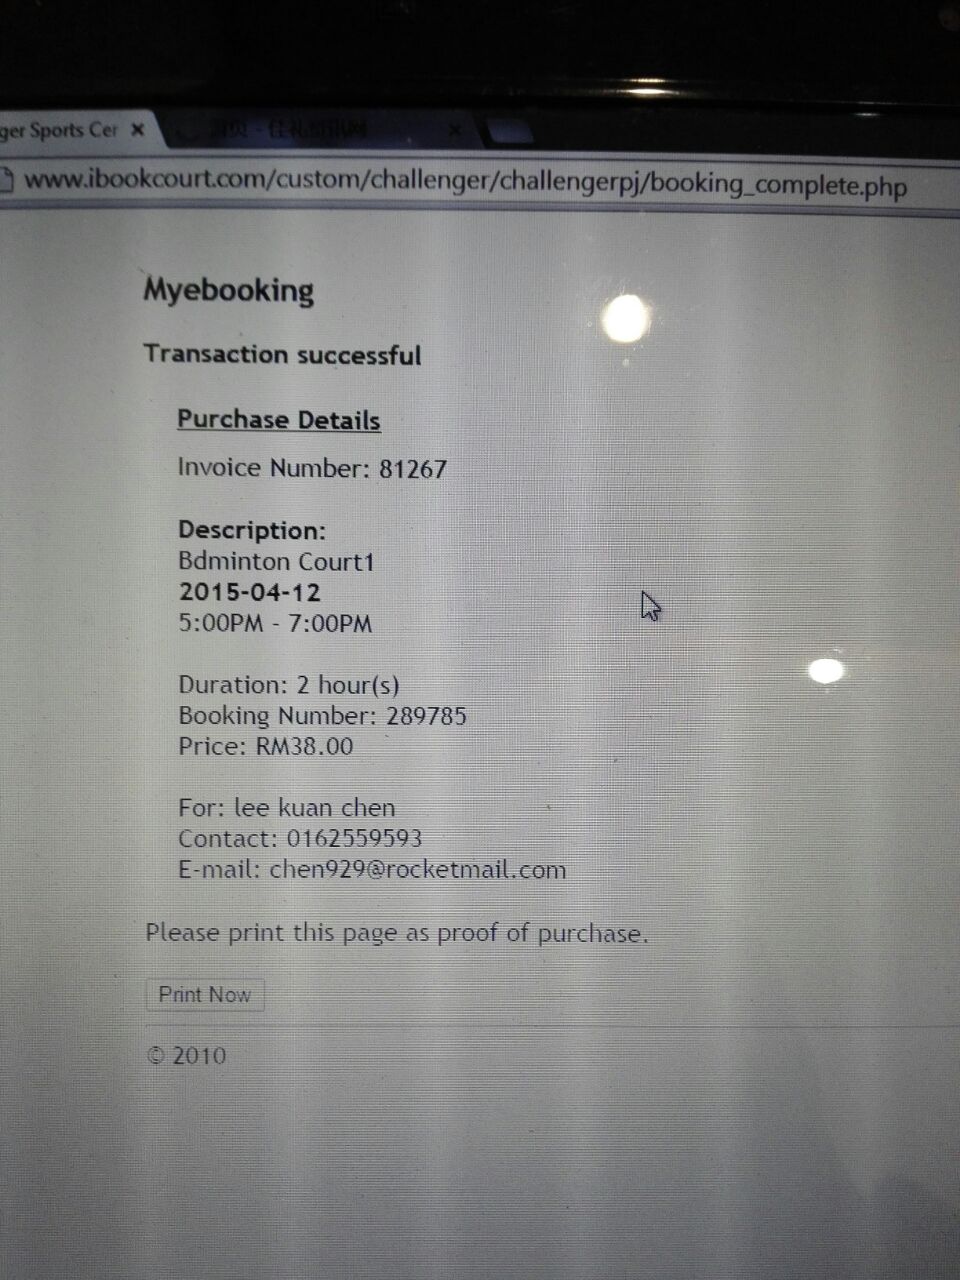 ger Sports Cer
www.ibookcourt.com/custom/challenger/challengerpj/booking_complete.php
Myebooking
Transaction successful
Purchase Details
Invoice Number: 81267
Description:
Bdminton Court1
2015-04-12
5:00PM - 7:00PM
Duration: 2 hour(s)
Booking Number: 289785
Price: RM38.00
For: lee kuan chen
Contact: 0162559593
E-mail: chen929@rocketmail.com
Please print this page as proof of purchase.
Print Now
© 2010